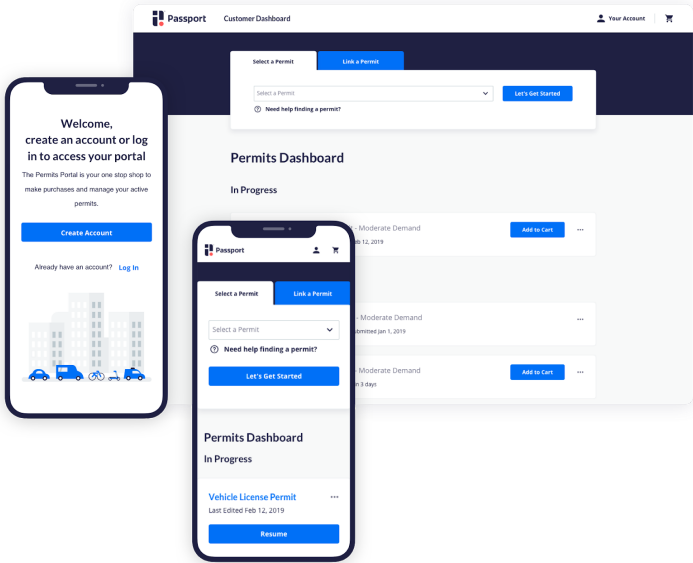 Passport Customer Dashboard Your Account
Select a Permit Link a Permit
Select a Permit Let's Get Started
Need help finding a permit?
Permits Dashboard
In Progress
- Moderate Demand Add to Cart
12, 2019
- Moderate Demand
Jan 1, 2019
Moderate Demand Add to Cart
in 3 days
Welcome,
create an account or log
in to access your portal
The Permits Portal is your one stop shop to
make purchases and manage your active
permits.
Create Account
Already have an account? Log In
Passport
Select a Permit Link a Permit
Select a Permit
Need help finding a permit?
Let's Get Started
Permits Dashboard
In Progress
Vehicle License Permit
Last Edited Feb 12, 2019
Resume